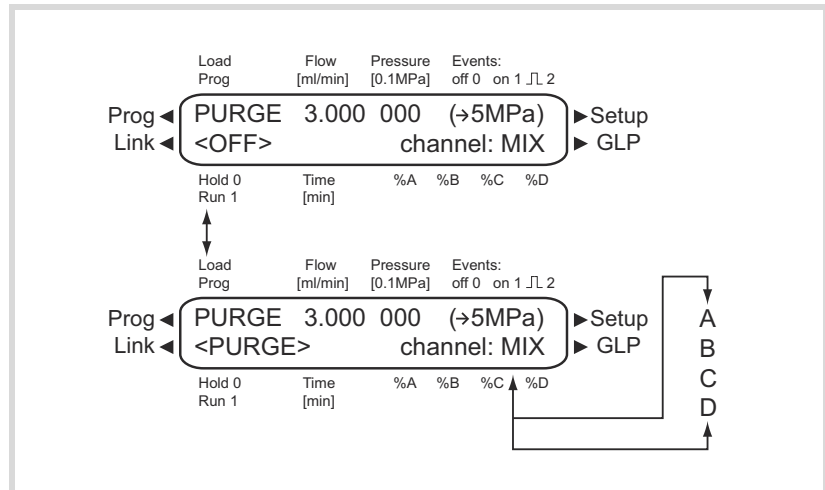 Load Flow Pressure Events:
Prog [ml/min] [0.1MPa] off 0 on 1 ⎍ 2
Prog ◄ PURGE 3.000 000 (→5MPa) ►Setup
Link ◄ <OFF> channel: MIX ► GLP
Hold 0 Time %A %B %C %D
Run 1 [min]
Load Flow Pressure Events:
Prog [ml/min] [0.1MPa] off 0 on 1 ⎍ 2
Prog ◄ PURGE 3.000 000 (→5MPa) ►Setup
Link ◄ <PURGE> channel: MIX ► GLP
Hold 0 Time %A %B %C %D
Run 1 [min]
A
B
C
D